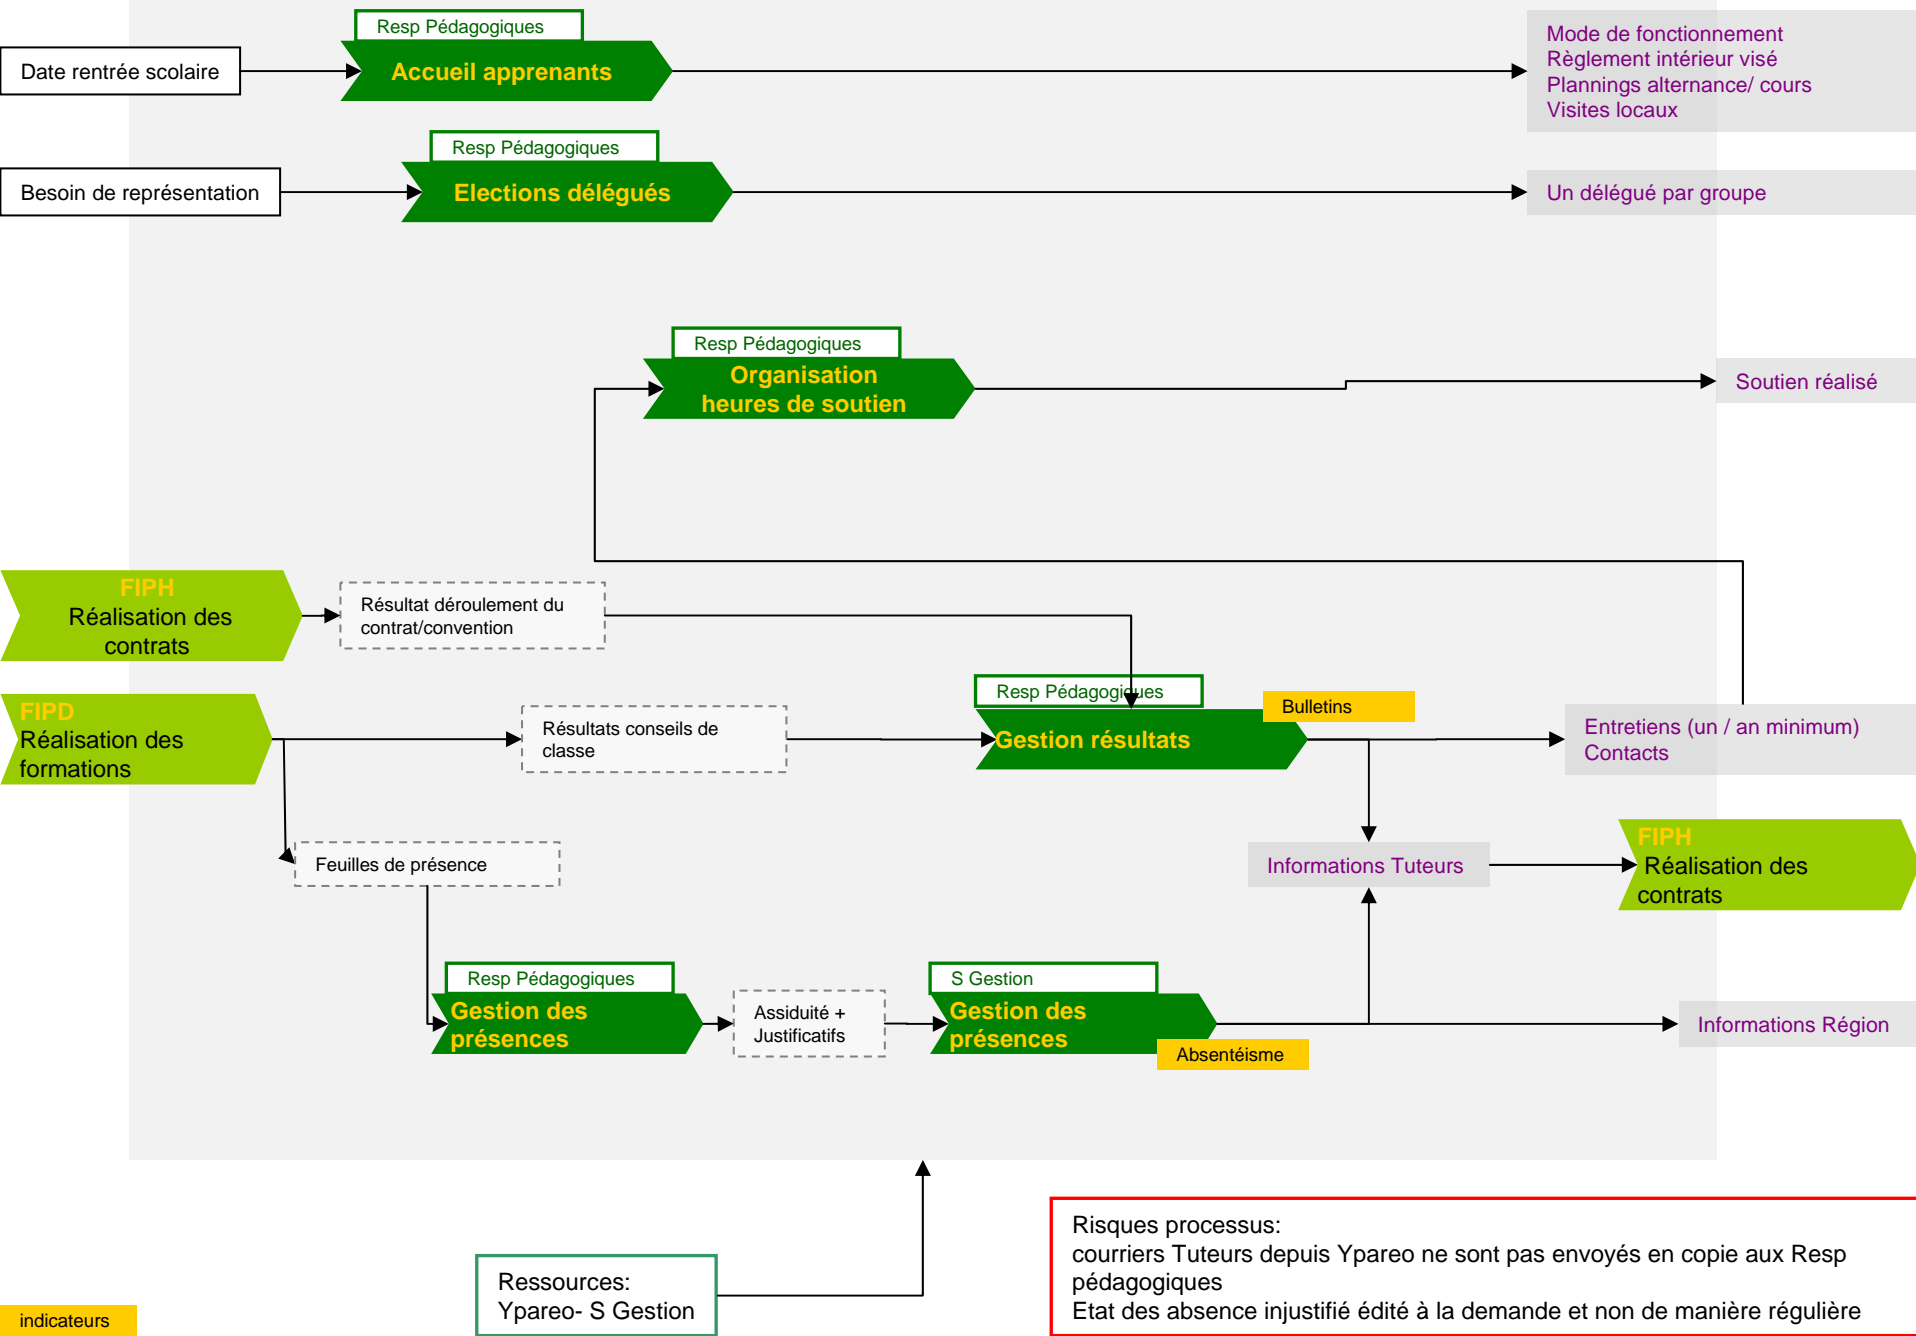 Resp Pédagogiques
Date rentrée scolaire
Accueil apprenants
Mode de fonctionnement
Règlement intérieur visé
Plannings alternance/ cours
Visites locaux
Resp Pédagogiques
Besoin de représentation
Elections délégués
Un délégué par groupe
Resp Pédagogiques
Organisation
heures de soutien
Soutien réalisé
FIPH
Réalisation des
contrats
Résultat déroulement du
contrat/convention
Resp Pédagogiques
Bulletins
FIPD
Réalisation des
formations
Résultats conseils de
classe
Gestion résultats
Entretiens (un / an minimum)
Contacts
Feuilles de présence
Informations Tuteurs
FIPH
Réalisation des
contrats
Resp Pédagogiques
Gestion des
présences
Assiduité +
Justificatifs
S Gestion
Gestion des
présences
Absentéisme
Informations Région
Ressources:
Ypareo- S Gestion
Risques processus:
courriers Tuteurs depuis Ypareo ne sont pas envoyés en copie aux Resp
pédagogiques
Etat des absence injustifié édité à la demande et non de manière régulière
indicateurs